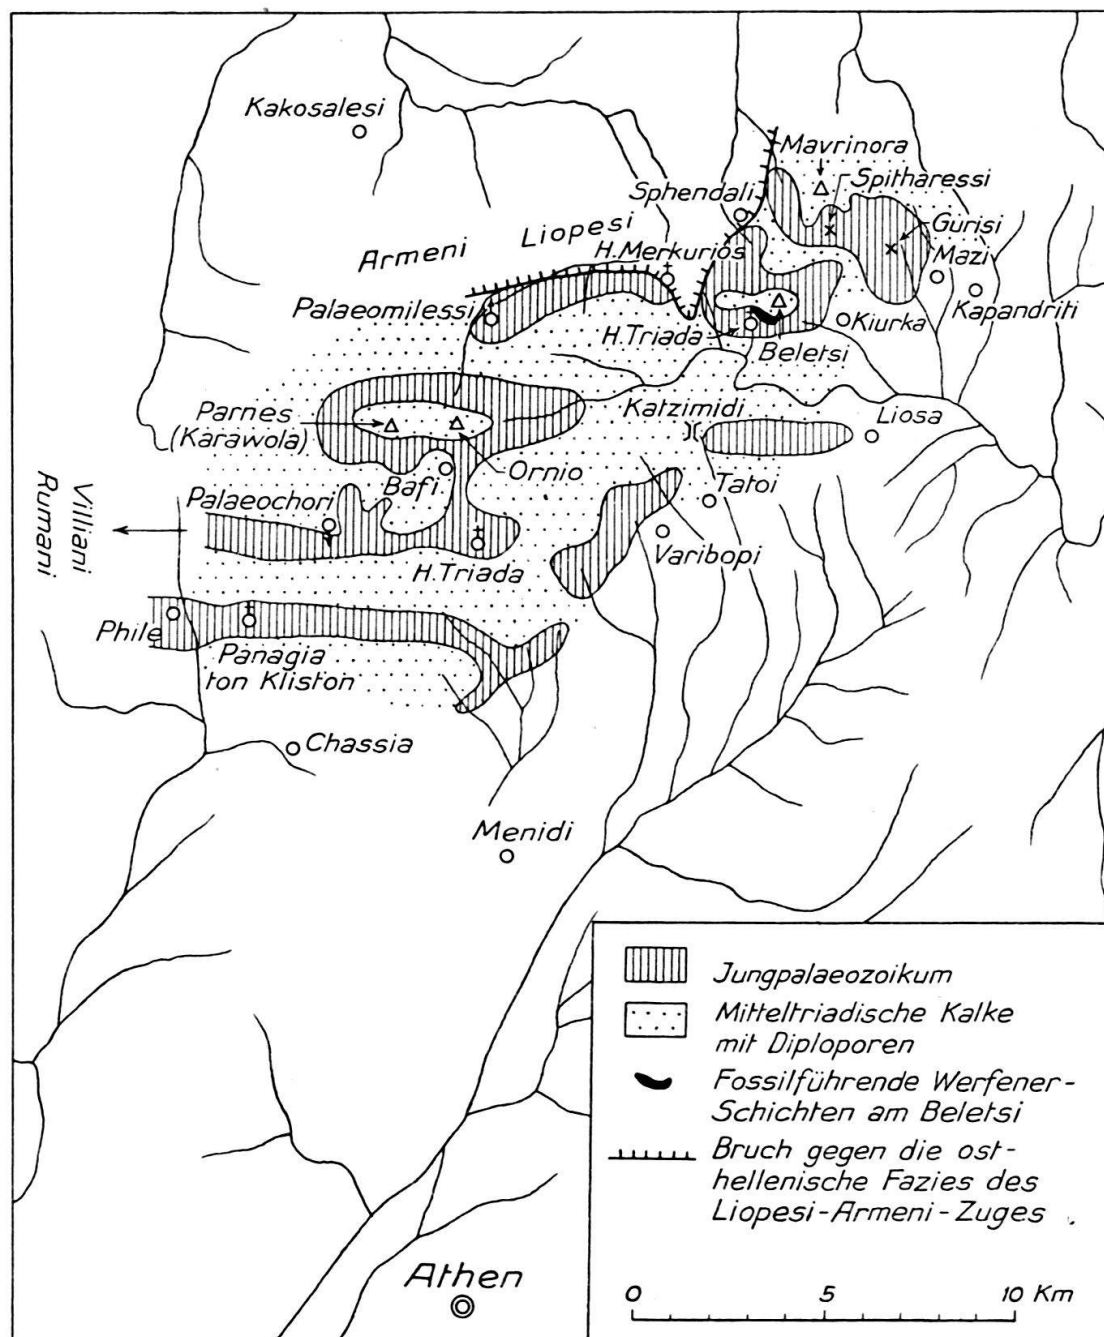 Kakosalesi
Mavrinora
Spitharessi
Sphendali
Gurisi
Armeni Liopesi
H.Merkurios
Mazi
Palaeomilessi
Kapandriti
H.Triada
Kiurka
Beletsi
Parnes
(Karawola)
Katzimidi
Liosa
Ornio
Bafi
Tatoi
Palaeochori
Villiani
Rumani
Varibopi
H.Triada
Phile
Panagia
ton Kliston
Chassia
Menidi
Athen
Jungpalaeozoikum
Mitteltriadische Kalke
mit Diploporen
Fossilführende Werfener-
Schichten am Beletsi
Bruch gegen die ost-
hellenische Fazies des
Liopesi-Armeni-Zuges
0 5 10 Km